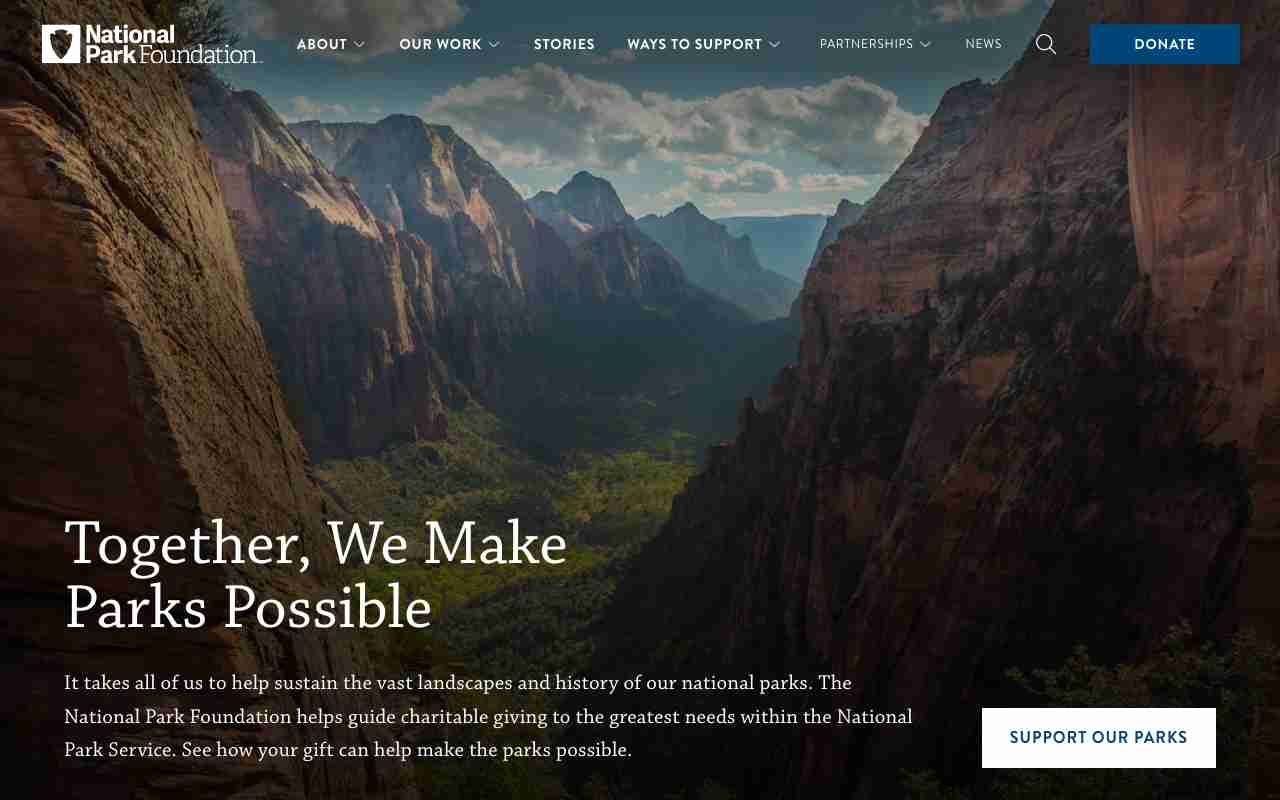 National
Park Foundation
ABOUT
OUR WORK
STORIES
WAYS TO SUPPORT
PARTNERSHIPS
NEWS
DONATE
Together, We Make
Parks Possible
It takes all of us to help sustain the vast landscapes and history of our national parks. The
National Park Foundation helps guide charitable giving to the greatest needs within the National
Park Service. See how your gift can help make the parks possible.
SUPPORT OUR PARKS